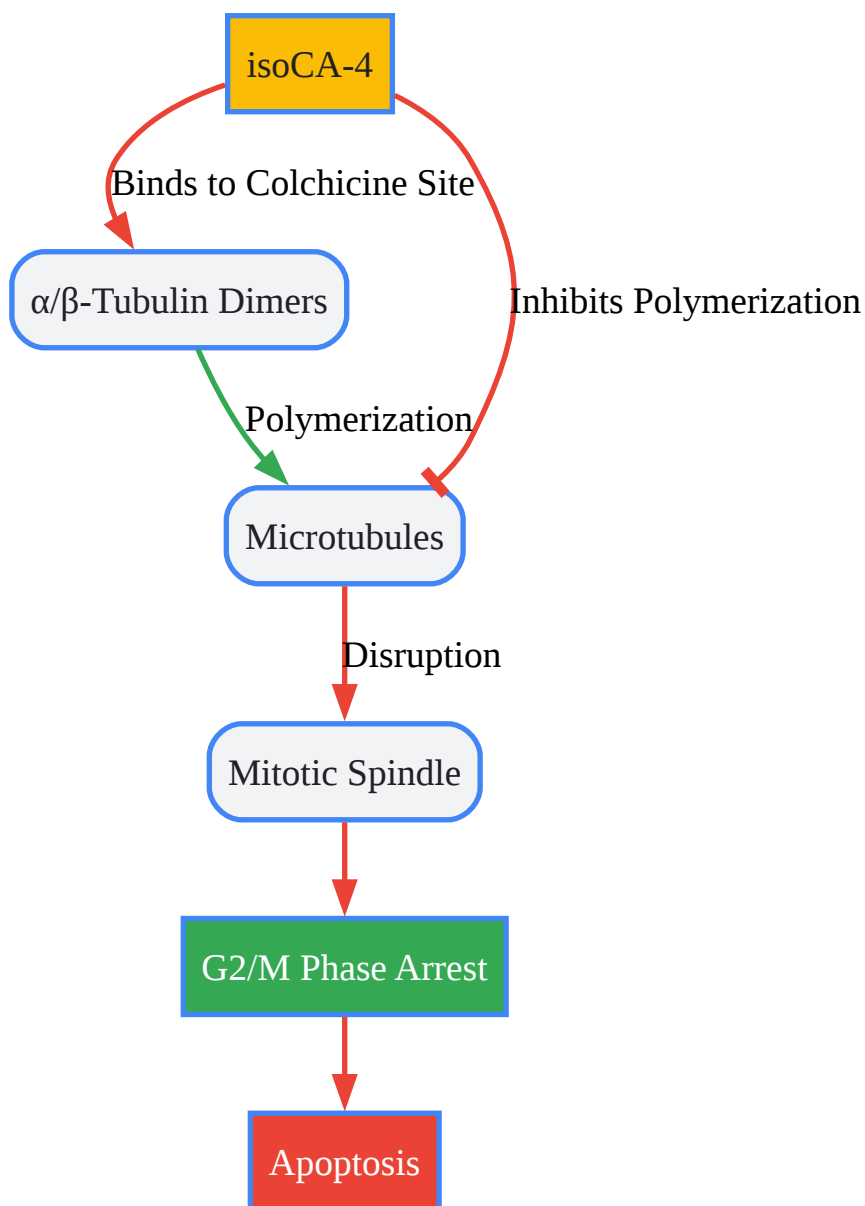 isoCA-4
Binds to Colchicine Site
α/β-Tubulin Dimers
Inhibits Polymerization
Polymerization
Microtubules
Disruption
Mitotic Spindle
G2/M Phase Arrest
Apoptosis